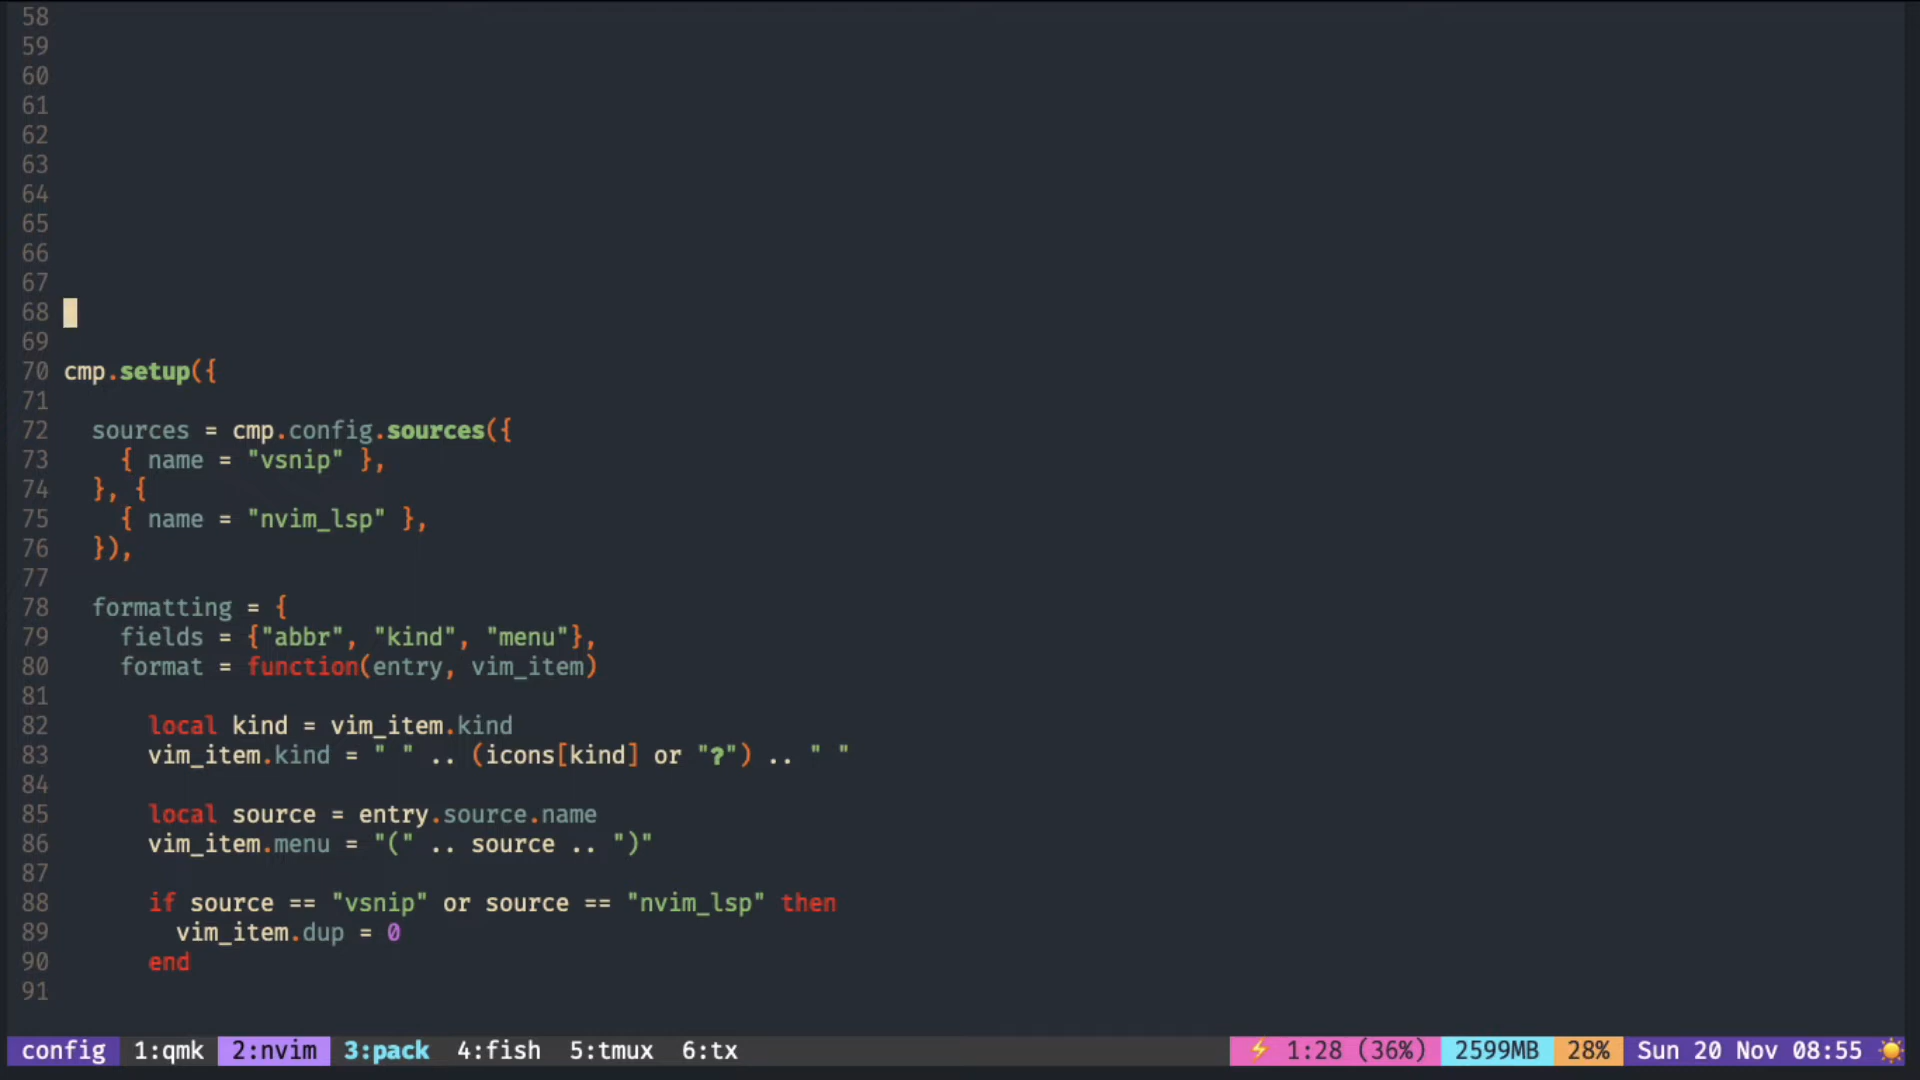 58
59
60
61
62
63
64
65
66
67
68
69
70 cmp.setup({
71
72   sources = cmp.config.sources({
73     { name = "vsnip" },
74   }, {
75     { name = "nvim_lsp" },
76   }),
77
78   formatting = {
79     fields = {"abbr", "kind", "menu"},
80     format = function(entry, vim_item)
81
82       local kind = vim_item.kind
83       vim_item.kind = " " .. (icons[kind] or "?") .. " "
84
85       local source = entry.source.name
86       vim_item.menu = "(" .. source .. ")"
87
88       if source == "vsnip" or source == "nvim_lsp" then
89         vim_item.dup = 0
90       end
91
config 1:qmk 2:nvim 3:pack 4:fish 5:tmux 6:tx ⚡ 1:28 (36%) 2599MB 28% Sun 20 Nov 08:55 ☀️